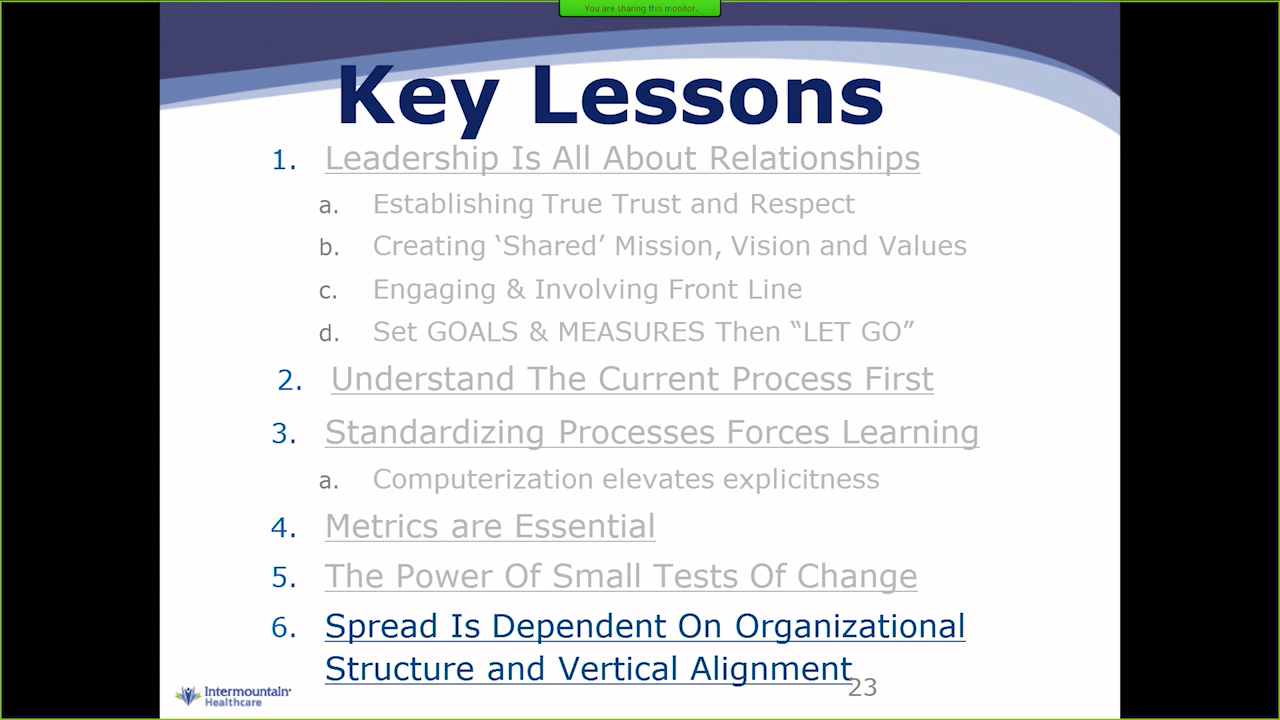 You are sharing this monitor.
Key Lessons
1. Leadership Is All About Relationships
a. Establishing True Trust and Respect
b. Creating ‘Shared’ Mission, Vision and Values
c. Engaging & Involving Front Line
d. Set GOALS & MEASURES Then “LET GO”
2. Understand The Current Process First
3. Standardizing Processes Forces Learning
a. Computerization elevates explicitness
4. Metrics are Essential
5. The Power Of Small Tests Of Change
6. Spread Is Dependent On Organizational
Structure and Vertical Alignment
23
Intermountain
Healthcare